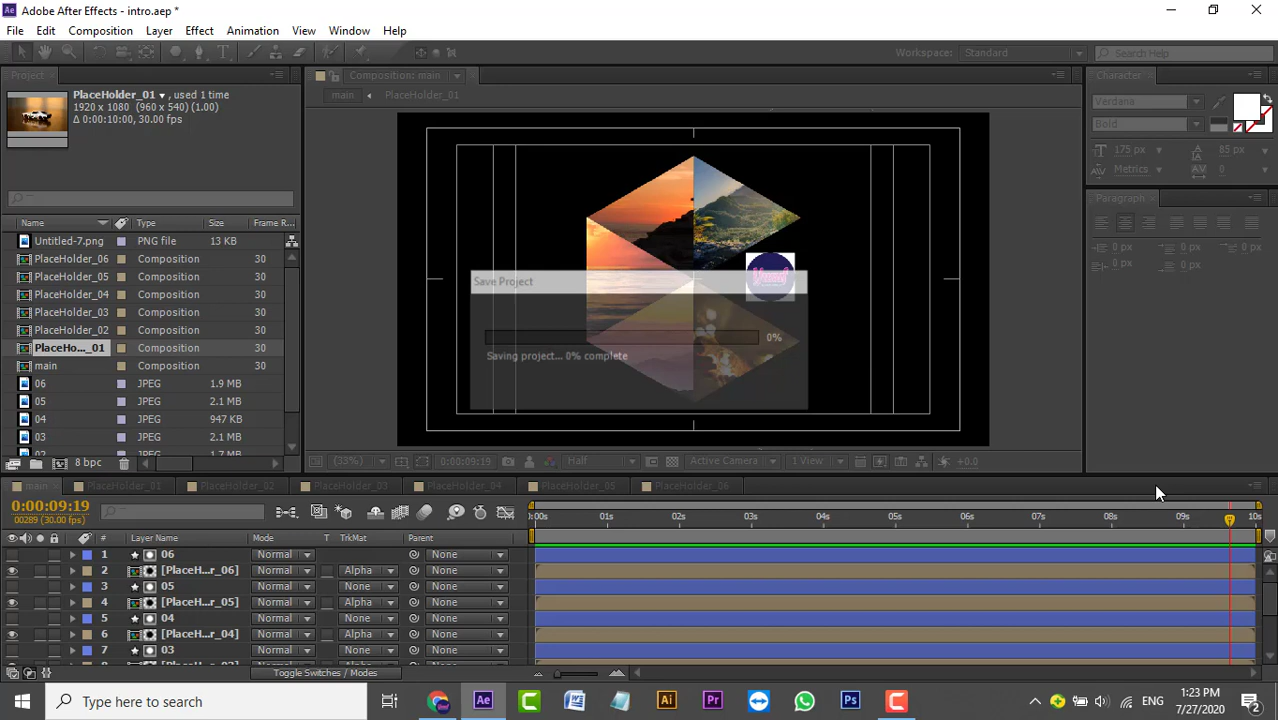 Adobe After Effects - intro.aep *
File Edit Composition Layer Effect Animation View Window Help
Workspace: Standard Search Help
Project
PlaceHolder_01 , used 1 time
1920 x 1080 (960 x 540) (1.00)
Δ 0:00:10:00, 30.00 fps
Composition: main
main PlaceHolder_01
Character
Verdana
Bold
175 px 85 px
Metrics 0
Paragraph
0 px 0 px 0 px
0 px 0 px
Name Type Size Frame R...
Untitled-7.png PNG file 13 KB
PlaceHolder_06 Composition 30
PlaceHolder_05 Composition 30
PlaceHolder_04 Composition 30
PlaceHolder_03 Composition 30
PlaceHolder_02 Composition 30
PlaceHo..._01 Composition 30
main Composition 30
06 JPEG 1.9 MB
05 JPEG 2.1 MB
04 JPEG 947 KB
03 JPEG 2.1 MB
02 JPEG 1.7 MB
8 bpc
Save Project
0%
Saving project... 0% complete
(33%) 0:00:09:19 Half Active Camera 1 View +0.0
main PlaceHolder_01 PlaceHolder_02 PlaceHolder_03 PlaceHolder_04 PlaceHolder_05 PlaceHolder_06
0:00:09:19
00289 (30.00 fps)
:00s 01s 02s 03s 04s 05s 06s 07s 08s 09s 10s
# Layer Name Mode T TrkMat Parent
1 06 Normal None
2 [PlaceH...r_06] Normal Alpha None
3 05 Normal None None
4 [PlaceH...r_05] Normal Alpha None
5 04 Normal None None
6 [PlaceH...r_04] Normal Alpha None
7 03 Normal None None
Toggle Switches / Modes
Type here to search
ENG
1:23 PM
7/27/2020
2